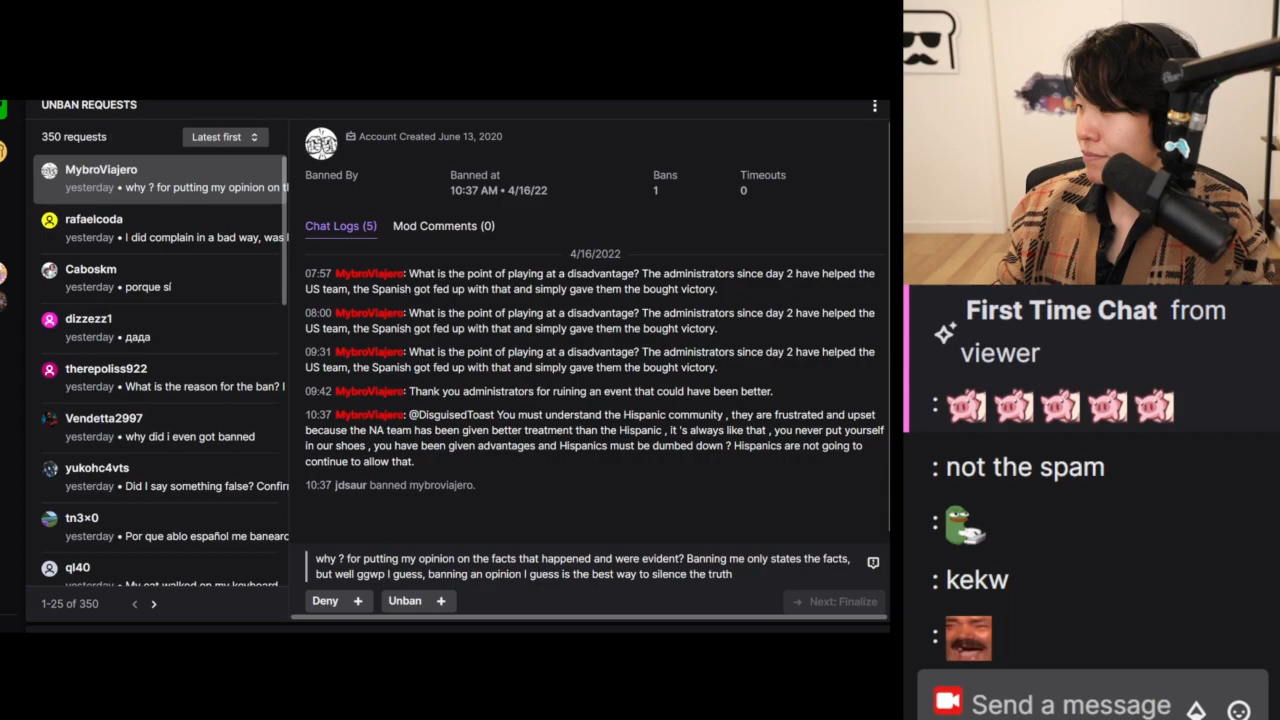 UNBAN REQUESTS
350 requests
Latest first
MybroViajero
yesterday • why ? for putting my opinion on t
rafaelcoda
yesterday • I did complain in a bad way, was
Caboskm
yesterday • porque sí
dizzezz1
yesterday • дада
therepoliss922
yesterday • What is the reason for the ban? I
Vendetta2997
yesterday • why did i even got banned
yukohc4vts
yesterday • Did I say something false? Confir
tn3x0
yesterday • Por que ablo español me banearc
ql40
yesterday • My cat walked on my keyboard
1-25 of 350
Account Created June 13, 2020
Banned By
Banned at
Bans
Timeouts
10:37 AM • 4/16/22
1
0
Chat Logs (5)
Mod Comments (0)
4/16/2022
07:57 MybroViajero: What is the point of playing at a disadvantage? The administrators since day 2 have helped the
US team, the Spanish got fed up with that and simply gave them the bought victory.
08:00 MybroViajero: What is the point of playing at a disadvantage? The administrators since day 2 have helped the
US team, the Spanish got fed up with that and simply gave them the bought victory.
09:31 MybroViajero: What is the point of playing at a disadvantage? The administrators since day 2 have helped the
US team, the Spanish got fed up with that and simply gave them the bought victory.
09:42 MybroViajero: Thank you administrators for ruining an event that could have been better.
10:37 MybroViajero: @DisguisedToast You must understand the Hispanic community , they are frustrated and upset
because the NA team has been given better treatment than the Hispanic , it 's always like that , you never put yourself
in our shoes , you have been given advantages and Hispanics must be dumbed down ? Hispanics are not going to
continue to allow that.
10:37 jdsaur banned mybroviajero.
why ? for putting my opinion on the facts that happened and were evident? Banning me only states the facts,
but well ggwp I guess, banning an opinion I guess is the best way to silence the truth
Deny +
Unban +
Next: Finalize
First Time Chat from
viewer
:
: not the spam
:
: kekw
:
Send a message